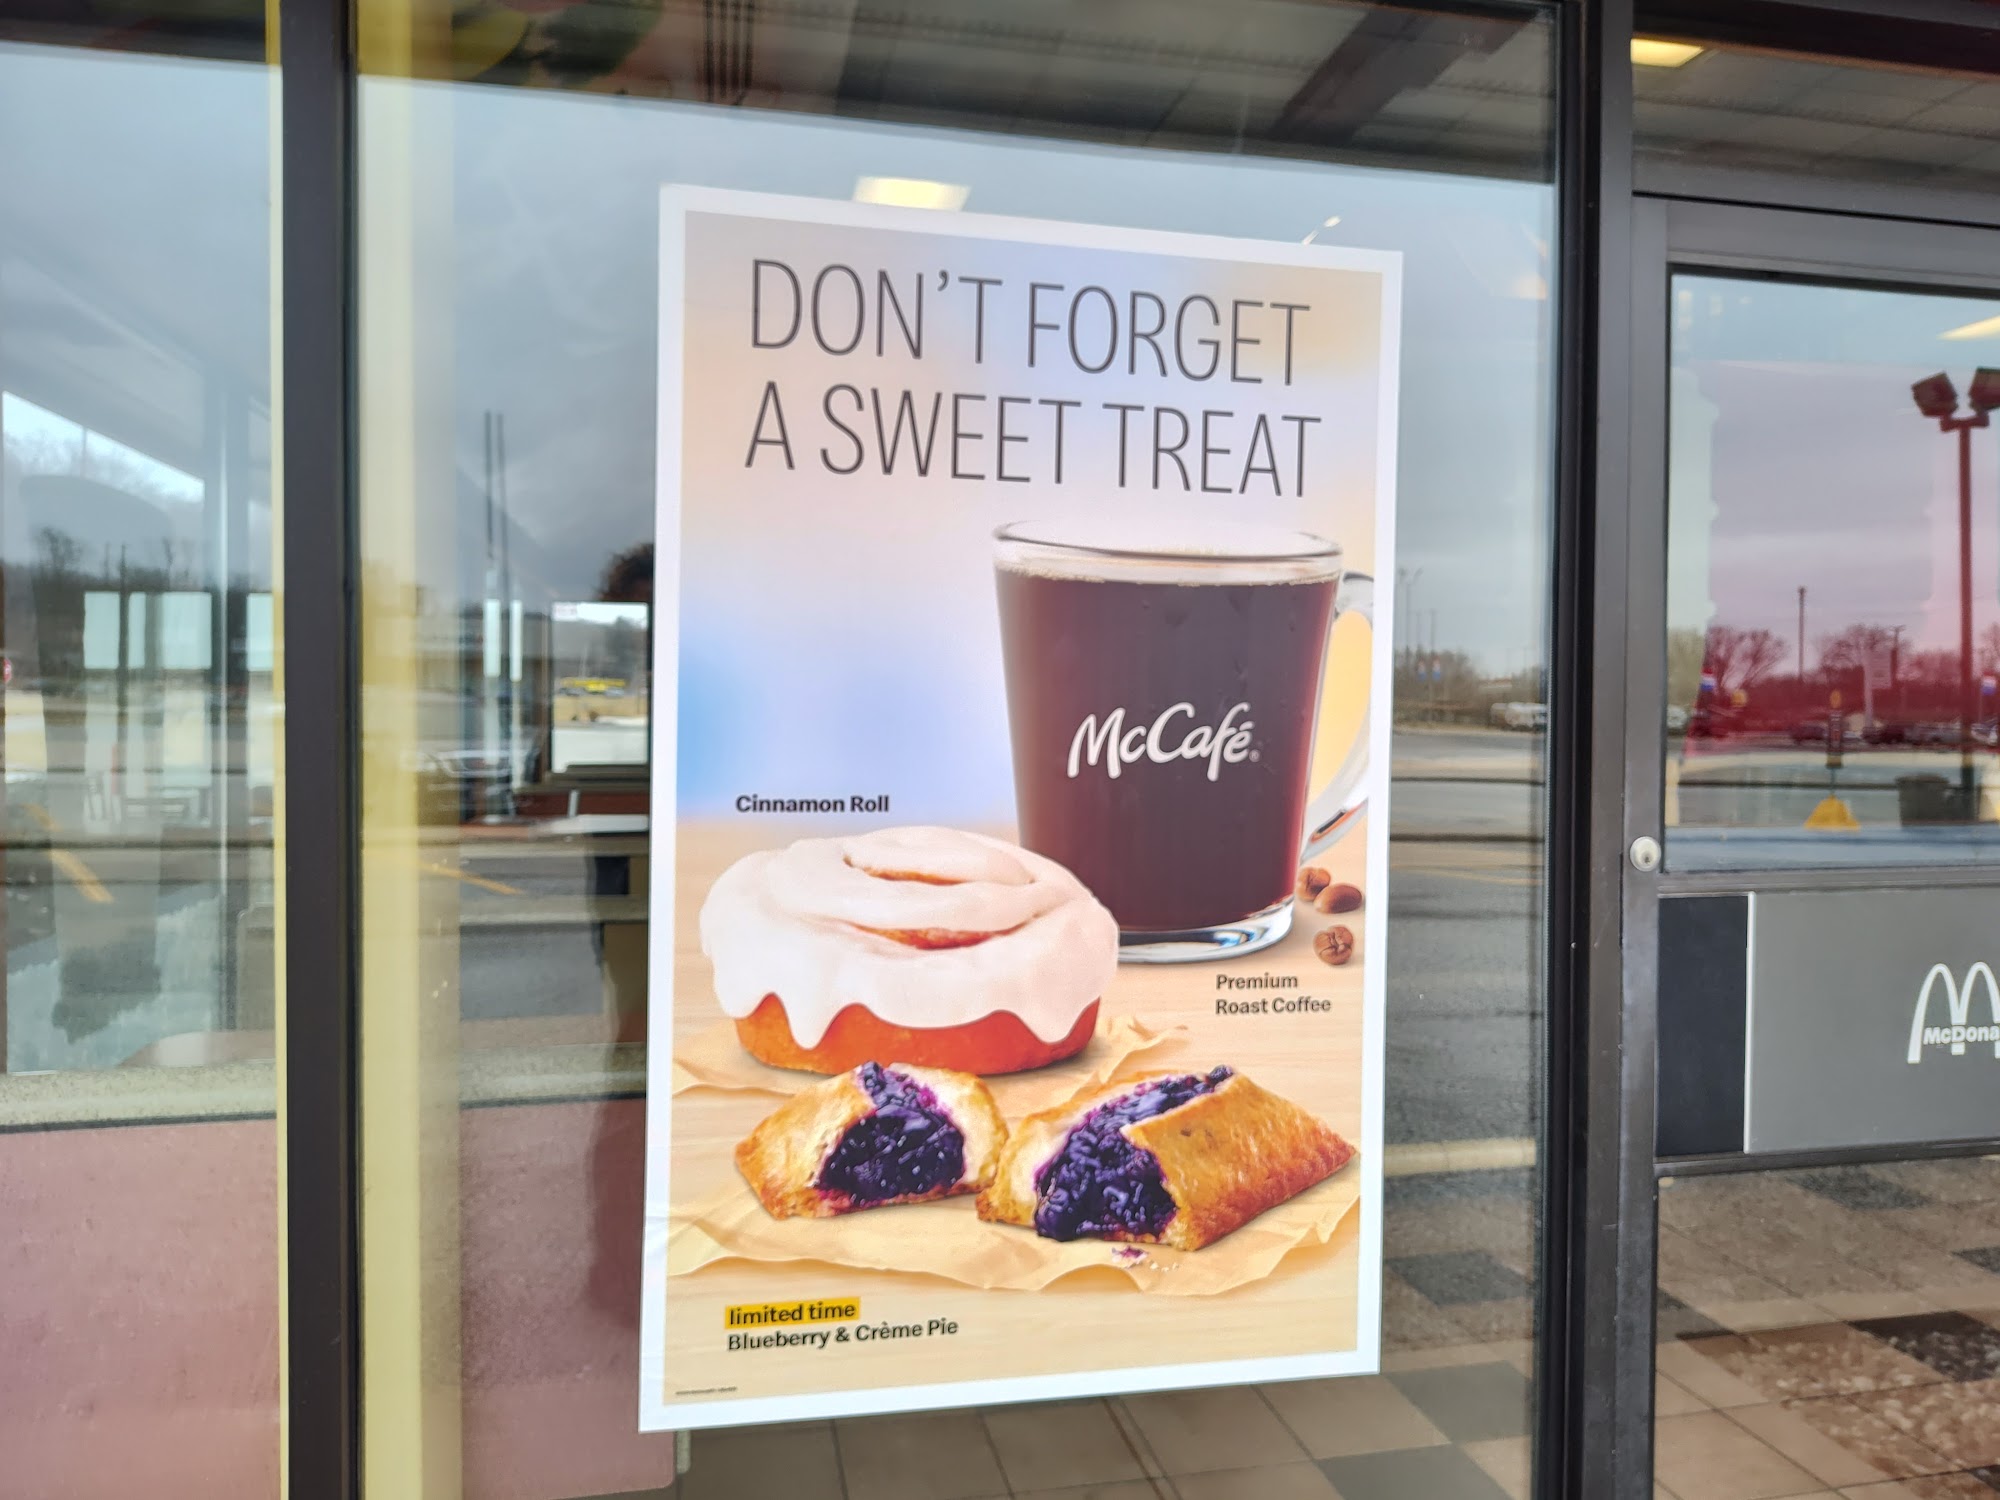 DON'T FORGET
A SWEET TREAT
McCafé®
Cinnamon Roll
Premium
Roast Coffee
limited time
Blueberry & Crème Pie
McDona